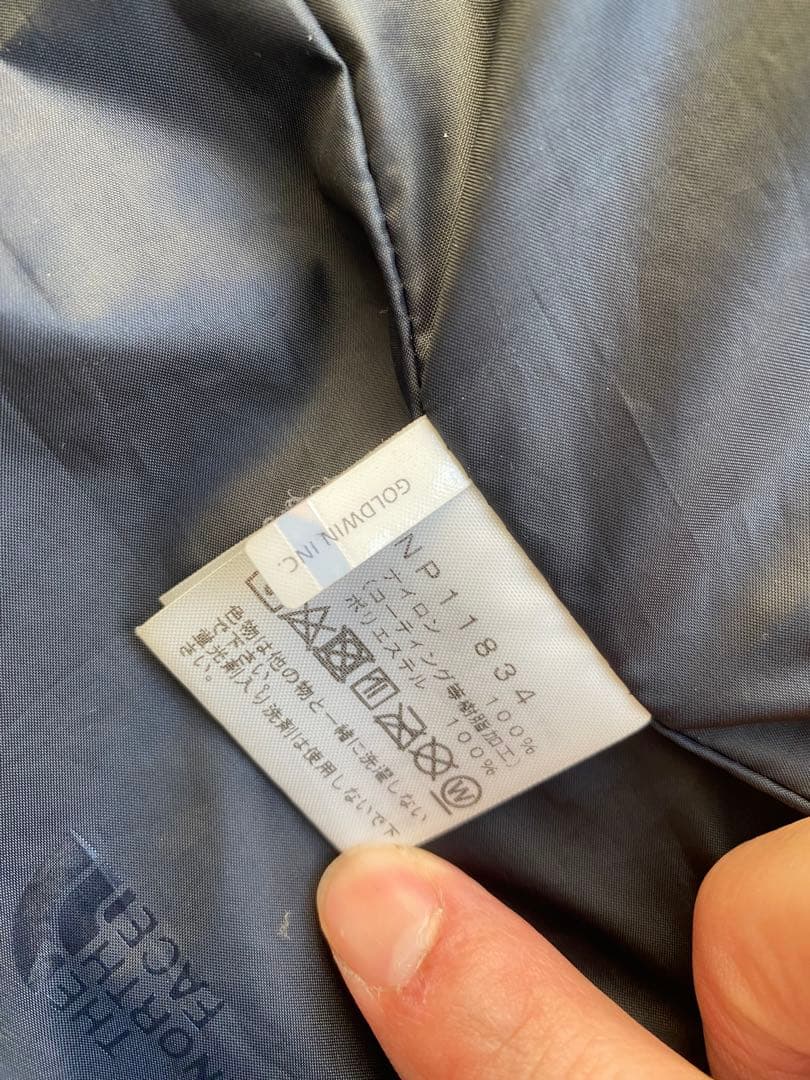 GOLDWIN INC.
NP11834
ナイロン 100%
(コーティング等樹脂加工)
ポリエステル 100%
W
色物は他の物と一緒に洗濯しない
で下さい。
蛍光剤入り洗剤は使用しないで下
さい。
THE
NORTH
FACE